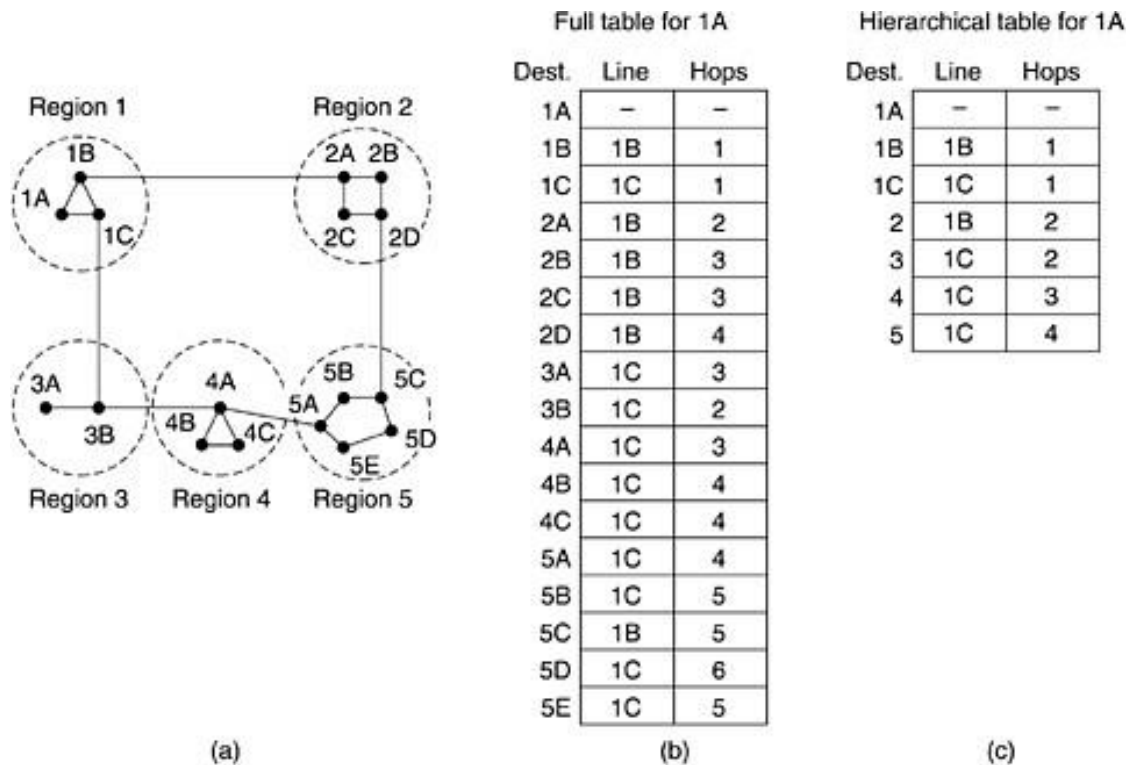 Full table for 1A
Dest. Line Hops
1A – –
1B 1B 1
1C 1C 1
2A 1B 2
2B 1B 3
2C 1B 3
2D 1B 4
3A 1C 3
3B 1C 2
4A 1C 3
4B 1C 4
4C 1C 4
5A 1C 4
5B 1C 5
5C 1B 5
5D 1C 6
5E 1C 5
Hierarchical table for 1A
Dest. Line Hops
1A – –
1B 1B 1
1C 1C 1
2 1B 2
3 1C 2
4 1C 3
5 1C 4
Region 1 Region 2
1B 2A 2B
1A
1C 2C 2D
3A 4A 5B 5C
5A
3B 4B 4C 5D
5E
Region 3 Region 4 Region 5
(a) (b) (c)